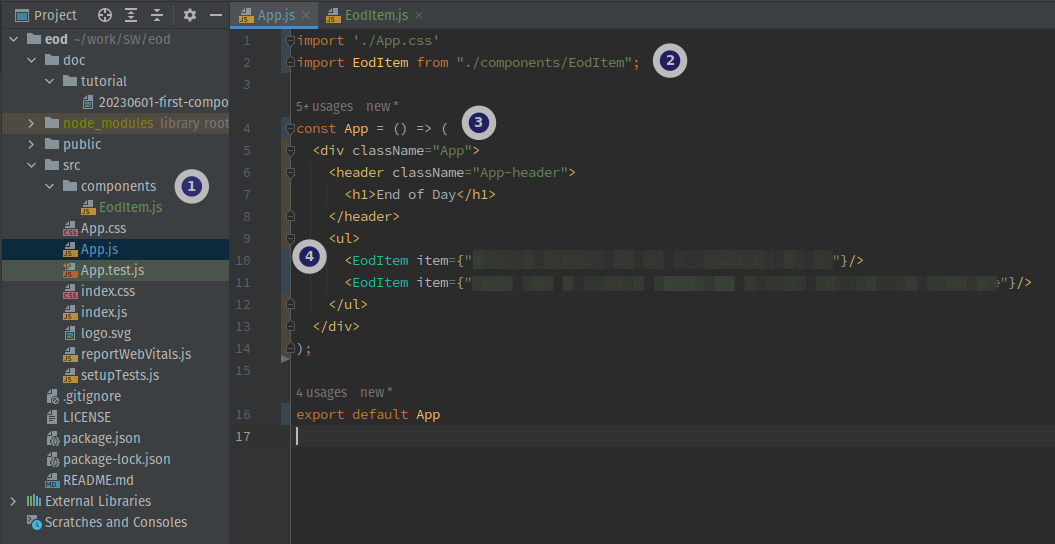 Project
App.js
EodItem.js
eod ~/work/SW/eod
doc
tutorial
20230601-first-compo
node_modules library root
public
src
components 1
EodItem.js
App.css
App.js
App.test.js
index.css
index.js
logo.svg
reportWebVitals.js
setupTests.js
.gitignore
LICENSE
package.json
package-lock.json
README.md
External Libraries
Scratches and Consoles
1 import './App.css'
2 import EodItem from "./components/EodItem"; 2
3
5+ usages new *
4 const App = () => ( 3
5 <div className="App">
6 <header className="App-header">
7 <h1>End of Day</h1>
8 </header>
9 <ul>
4
10 <EodItem item={" "}/>
11 <EodItem item={" e"}/>
12 </ul>
13 </div>
14 );
15
4 usages new *
16 export default App
17